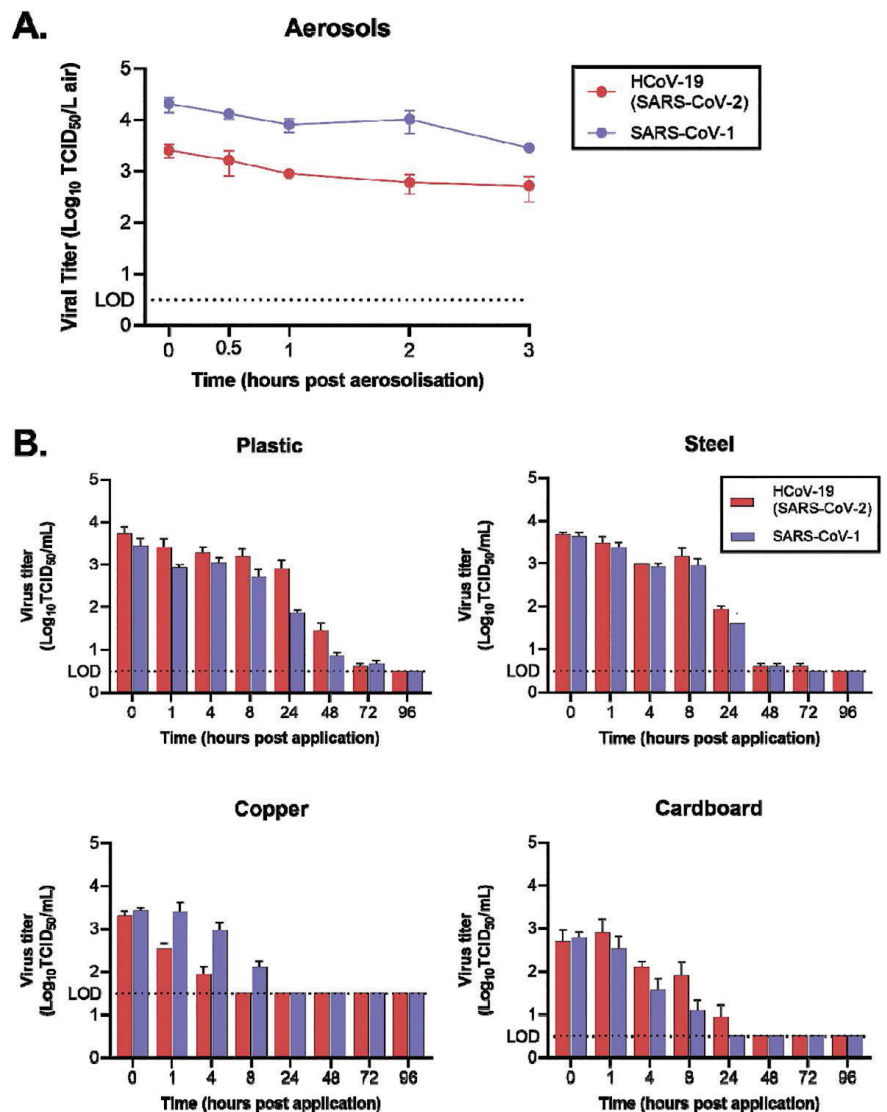 A.
Aerosols
Viral Titer (Log10 TCID50/L air)
5
4
3
2
1
LOD
0
0 0.5 1 2 3
Time (hours post aerosolisation)
HCoV-19
(SARS-CoV-2)
SARS-CoV-1
B.
Plastic
Virus titer
(Log10TCID50/mL)
5
4
3
2
1
LOD
0
0 1 4 8 24 48 72 96
Time (hours post application)
Steel
Virus titer
(Log10TCID50/mL)
5
4
3
2
1
LOD
0
0 1 4 8 24 48 72 96
Time (hours post application)
HCoV-19
(SARS-CoV-2)
SARS-CoV-1
Copper
Virus titer
(Log10TCID50/mL)
5
4
3
2
LOD
1
0
0 1 4 8 24 48 72 96
Time (hours post application)
Cardboard
Virus titer
(Log10TCID50/mL)
5
4
3
2
1
LOD
0
0 1 4 8 24 48 72 96
Time (hours post application)